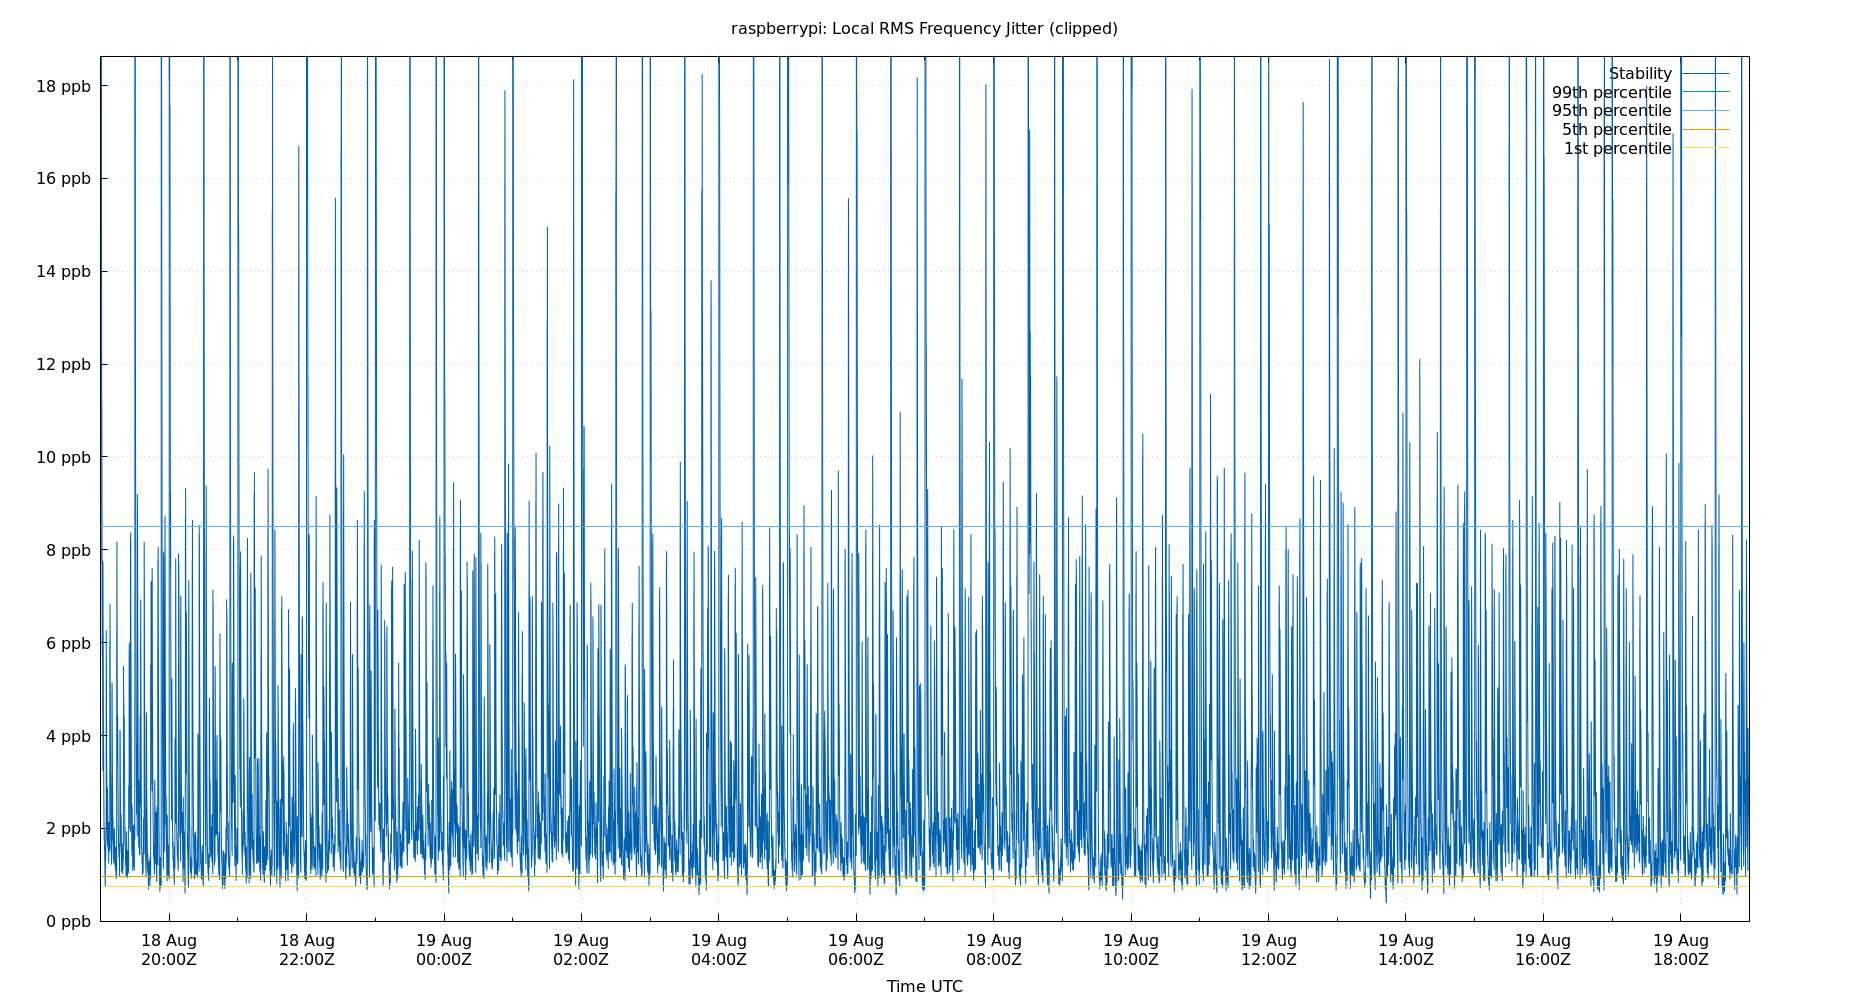 raspberrypi: Local RMS Frequency Jitter (clipped)
Stability
99th percentile
95th percentile
5th percentile
1st percentile
18 ppb
16 ppb
14 ppb
12 ppb
10 ppb
8 ppb
6 ppb
4 ppb
2 ppb
0 ppb
18 Aug 18 Aug 19 Aug 19 Aug 19 Aug 19 Aug 19 Aug 19 Aug 19 Aug 19 Aug 19 Aug 19 Aug
20:00Z 22:00Z 00:00Z 02:00Z 04:00Z 06:00Z 08:00Z 10:00Z 12:00Z 14:00Z 16:00Z 18:00Z
Time UTC